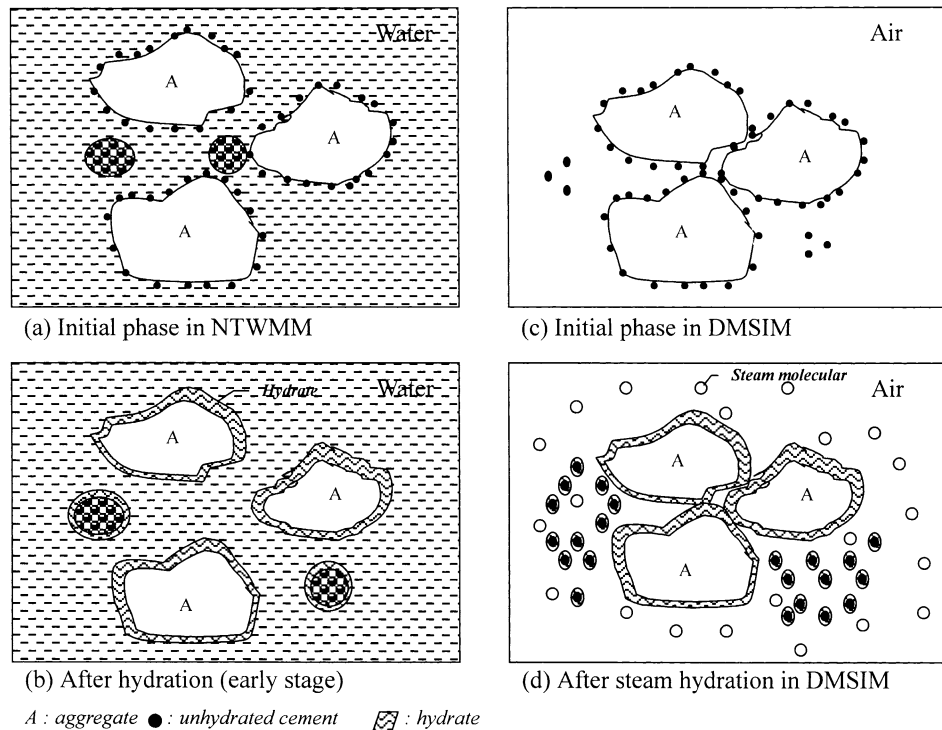 Water
A
A
A
(a) Initial phase in NTWMM
Air
A
A
A
(c) Initial phase in DMSIM
Water
Hydrate
A
A
A
(b) After hydration (early stage)
Steam molecular
Air
A
A
A
(d) After steam hydration in DMSIM
A : aggregate ● : unhydrated cement : hydrate